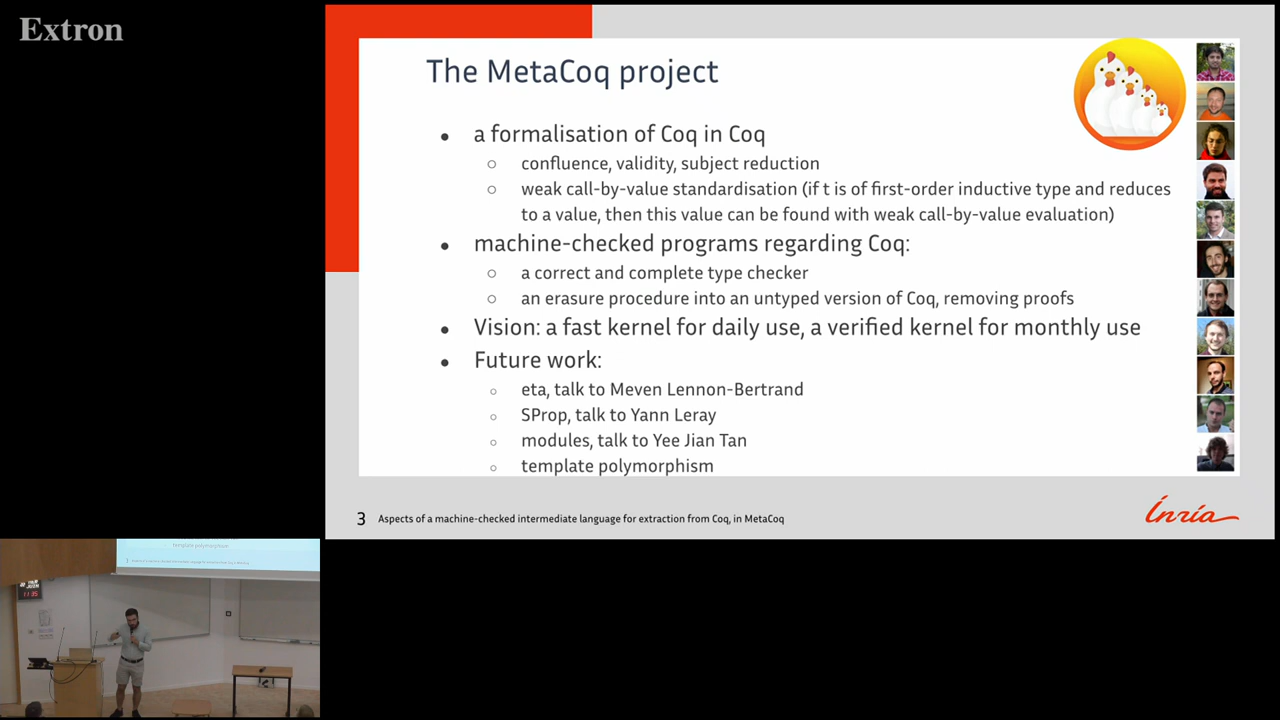 Extron
The MetaCoq project
● a formalisation of Coq in Coq
○ confluence, validity, subject reduction
○ weak call-by-value standardisation (if t is of first-order inductive type and reduces
to a value, then this value can be found with weak call-by-value evaluation)
● machine-checked programs regarding Coq:
○ a correct and complete type checker
○ an erasure procedure into an untyped version of Coq, removing proofs
● Vision: a fast kernel for daily use, a verified kernel for monthly use
● Future work:
○ eta, talk to Meven Lennon-Bertrand
○ SProp, talk to Yann Leray
○ modules, talk to Yee Jian Tan
○ template polymorphism
3 Aspects of a machine-checked intermediate language for extraction from Coq, in MetaCoq
Inria
template polymorphism
11:35